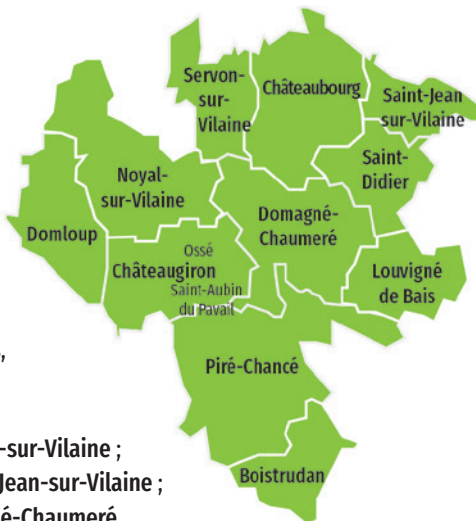 Servon-
sur-
Vilaine
Châteaubourg
Saint-Jean
sur-Vilaine
Saint-
Didier
Noyal-
sur-Vilaine
Domagné-
Chaumeré
Domloup
Ossé
Châteaugiron
Saint-Aubin
du Pavail
Louvigné
de Bais
Piré-Chancé
Boistrudan
,
-sur-Vilaine ;
Jean-sur-Vilaine ;
é-Chaumeré